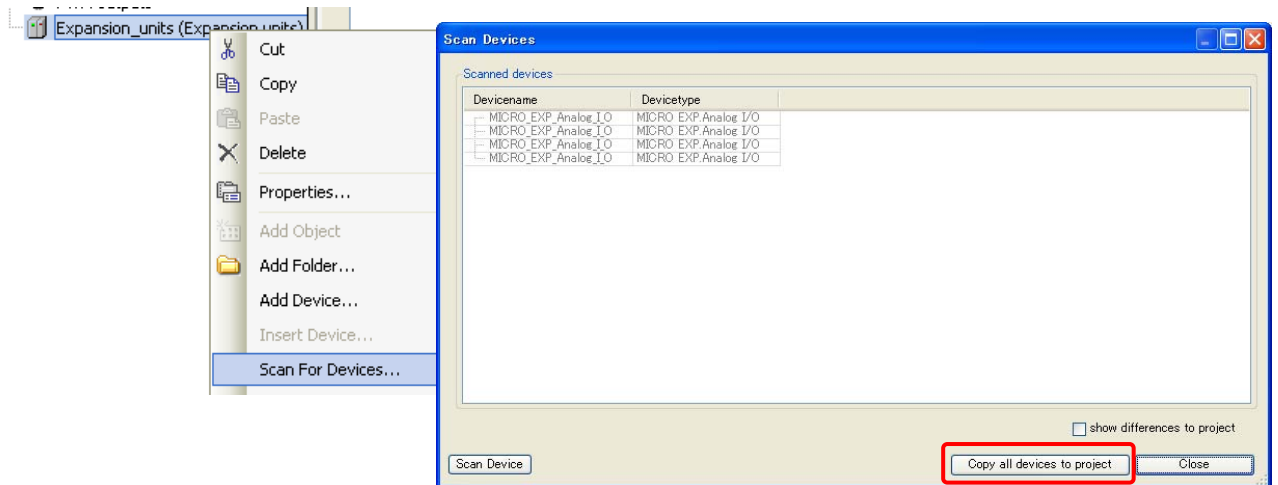 Expansion_units (Expansion units)
Cut
Copy
Paste
Delete
Properties...
Add Object
Add Folder...
Add Device...
Insert Device...
Scan For Devices...
Scan Devices
Scanned devices
Devicename Devicetype
MICRO_EXP_Analog_I_O MICRO EXP.Analog I/O
MICRO_EXP_Analog_I_O MICRO EXP.Analog I/O
MICRO_EXP_Analog_I_O MICRO EXP.Analog I/O
MICRO_EXP_Analog_I_O MICRO EXP.Analog I/O
show differences to project
Scan Device Copy all devices to project Close